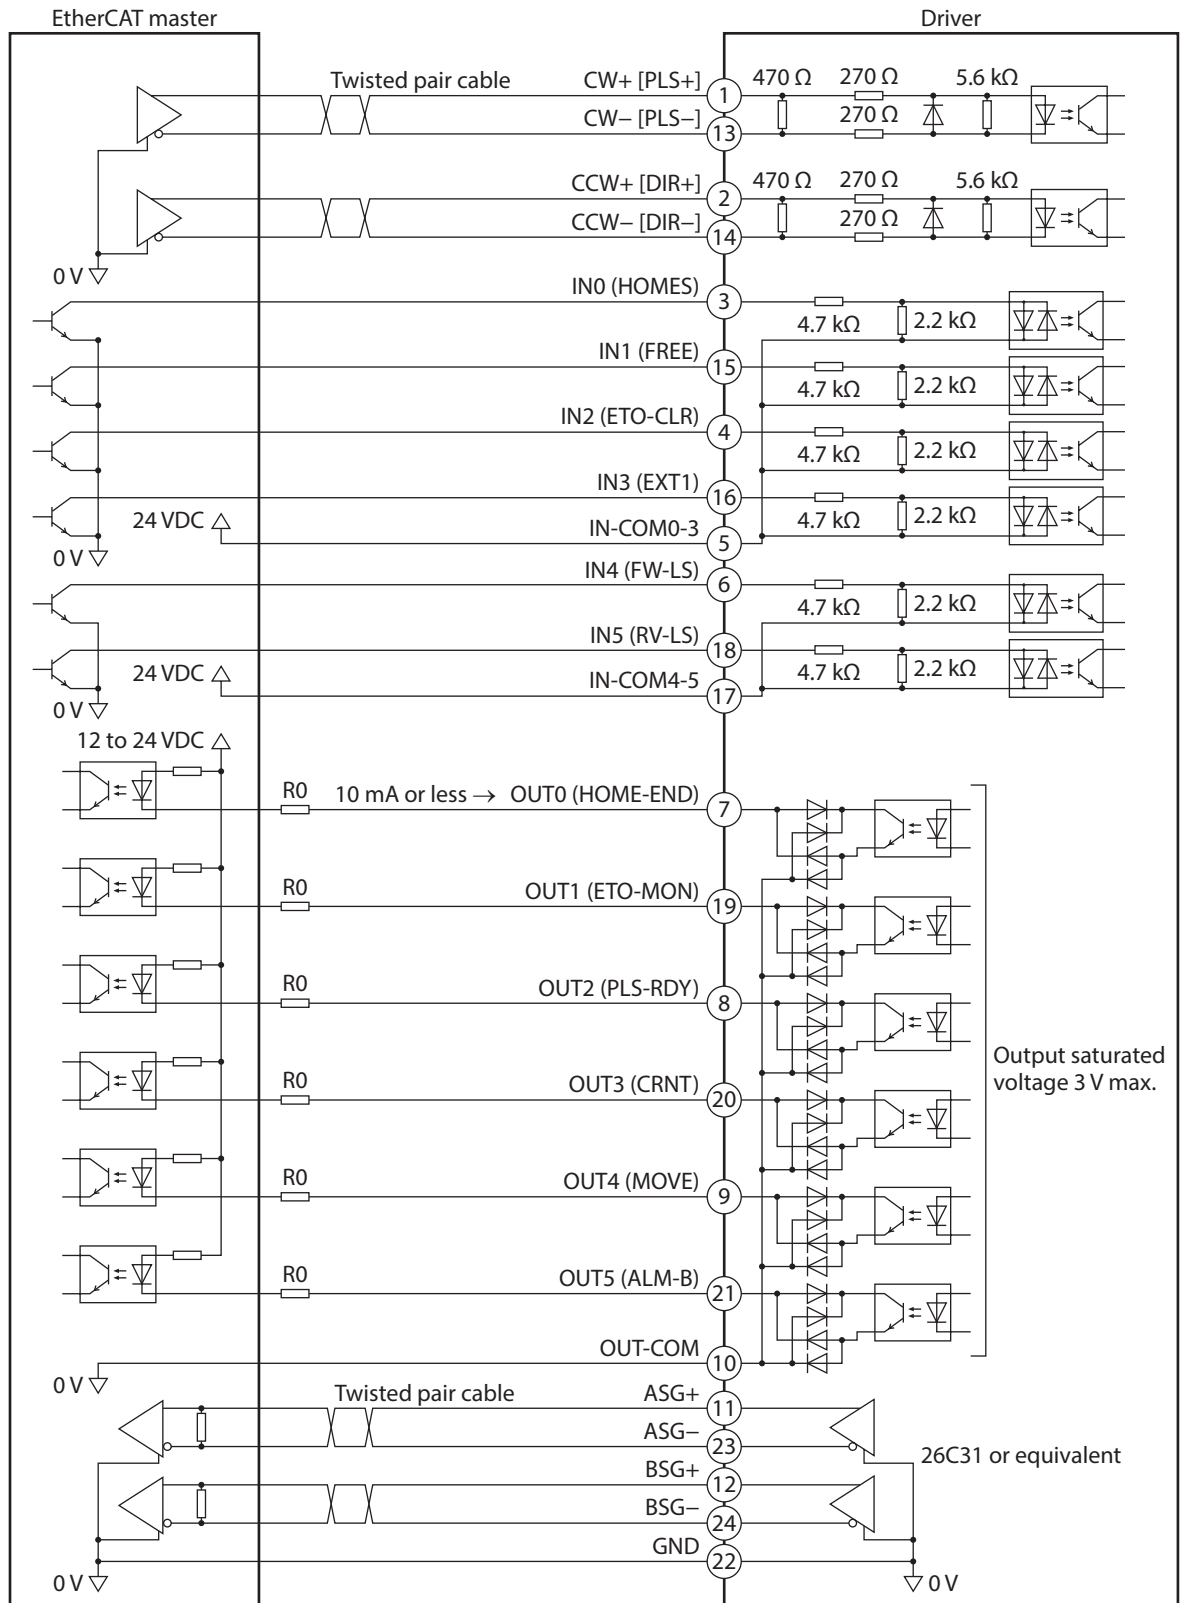 EtherCAT master
Driver
Twisted pair cable
CW+ [PLS+]
1
470 Ω
270 Ω
5.6 kΩ
CW− [PLS−]
13
270 Ω
CCW+ [DIR+]
2
470 Ω
270 Ω
5.6 kΩ
CCW− [DIR−]
14
270 Ω
0 V
IN0 (HOMES)
3
4.7 kΩ
2.2 kΩ
IN1 (FREE)
15
4.7 kΩ
2.2 kΩ
IN2 (ETO-CLR)
4
4.7 kΩ
2.2 kΩ
IN3 (EXT1)
16
4.7 kΩ
2.2 kΩ
24 VDC
IN-COM0-3
5
0 V
IN4 (FW-LS)
6
4.7 kΩ
2.2 kΩ
IN5 (RV-LS)
18
4.7 kΩ
2.2 kΩ
24 VDC
IN-COM4-5
17
0 V
12 to 24 VDC
R0
10 mA or less →
OUT0 (HOME-END)
7
R0
OUT1 (ETO-MON)
19
R0
OUT2 (PLS-RDY)
8
Output saturated
voltage 3 V max.
R0
OUT3 (CRNT)
20
R0
OUT4 (MOVE)
9
R0
OUT5 (ALM-B)
21
OUT-COM
10
0 V
Twisted pair cable
ASG+
11
ASG−
23
26C31 or equivalent
BSG+
12
BSG−
24
GND
22
0 V
0 V